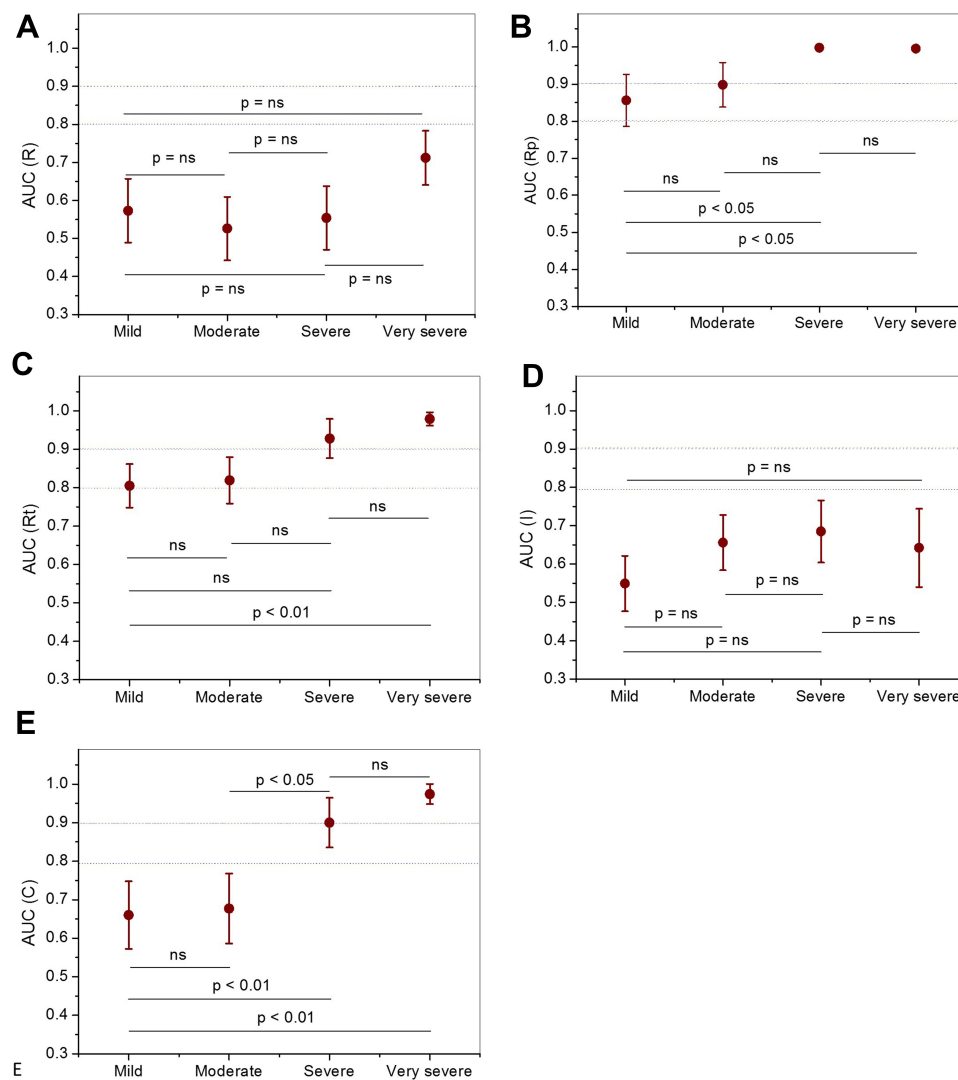 A
AUC (R)
1.0
0.9
0.8
0.7
0.6
0.5
0.4
0.3
p = ns
p = ns
p = ns
p = ns
p = ns
Mild Moderate Severe Very severe
B
AUC (Rp)
1.0
0.9
0.8
0.7
0.6
0.5
0.4
0.3
ns
ns
ns
p < 0.05
p < 0.05
Mild Moderate Severe Very severe
C
AUC (Rt)
1.0
0.9
0.8
0.7
0.6
0.5
0.4
0.3
ns
ns
ns
ns
p < 0.01
Mild Moderate Severe Very severe
D
AUC (I)
1.0
0.9
0.8
0.7
0.6
0.5
0.4
0.3
p = ns
p = ns
p = ns
p = ns
p = ns
Mild Moderate Severe Very severe
E
AUC (C)
1.0
0.9
0.8
0.7
0.6
0.5
0.4
0.3
ns
p < 0.05
ns
p < 0.01
p < 0.01
Mild Moderate Severe Very severe
E